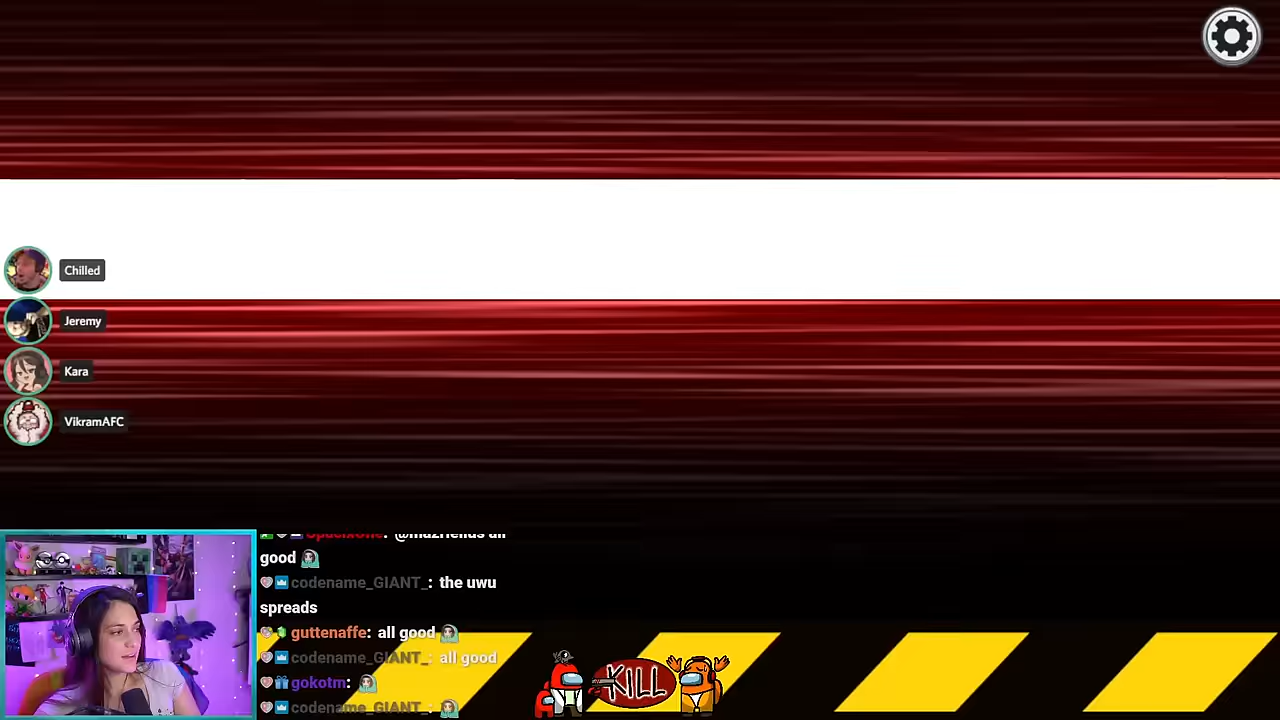 Chilled
Jeremy
Kara
VikramAFC
good
codename_GIANT_: the uwu
spreads
guttenaffe: all good
codename_GIANT_: all good
gokotm:
codename_GIANT_:
KILL